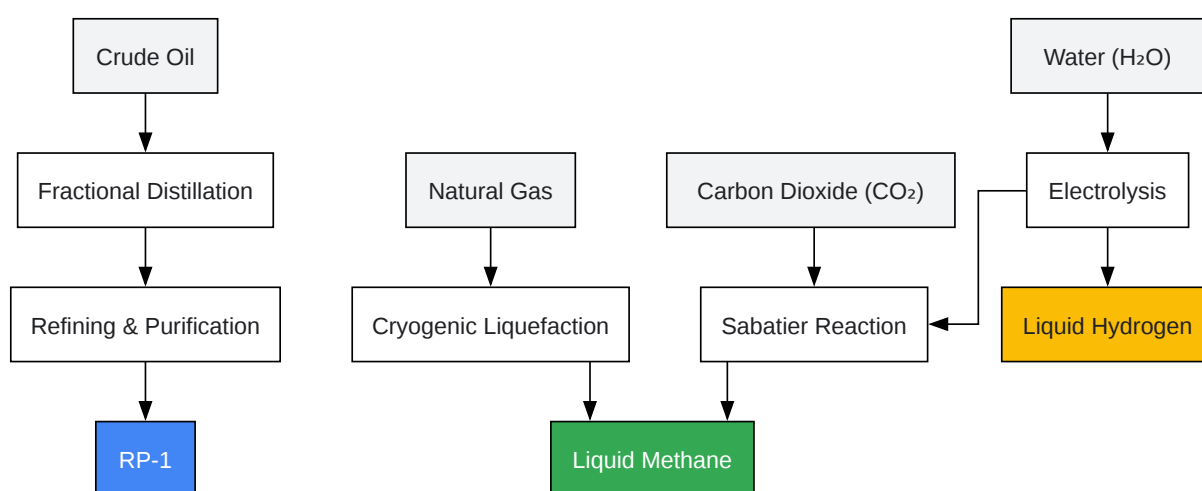 Crude Oil
Water (H₂O)
Fractional Distillation
Natural Gas
Carbon Dioxide (CO₂)
Electrolysis
Refining & Purification
Cryogenic Liquefaction
Sabatier Reaction
Liquid Hydrogen
RP-1
Liquid Methane